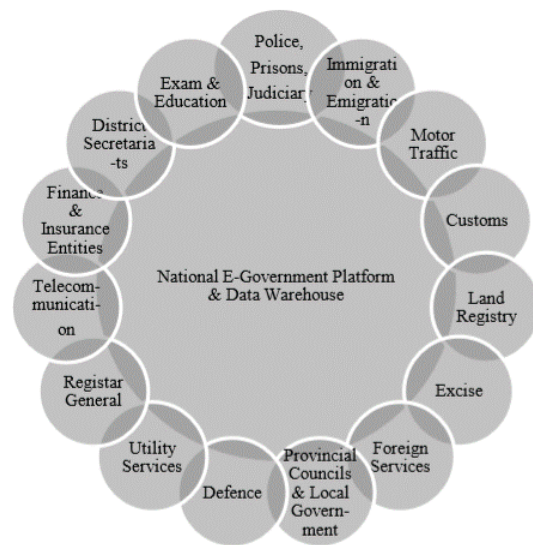 Police,
Prisons,
Judiciary
Immigrati
on &
Emigratio
-n
Motor
Traffic
Customs
Land
Registry
Excise
Foreign
Services
Provincial
Councils
& Local
Govern-
ment
Defence
Utility
Services
Registar
General
Telecom-
municati-
on
Finance
&
Insurance
Entities
District
Secretaria
-ts
Exam &
Education
National E-Government Platform
& Data Warehouse